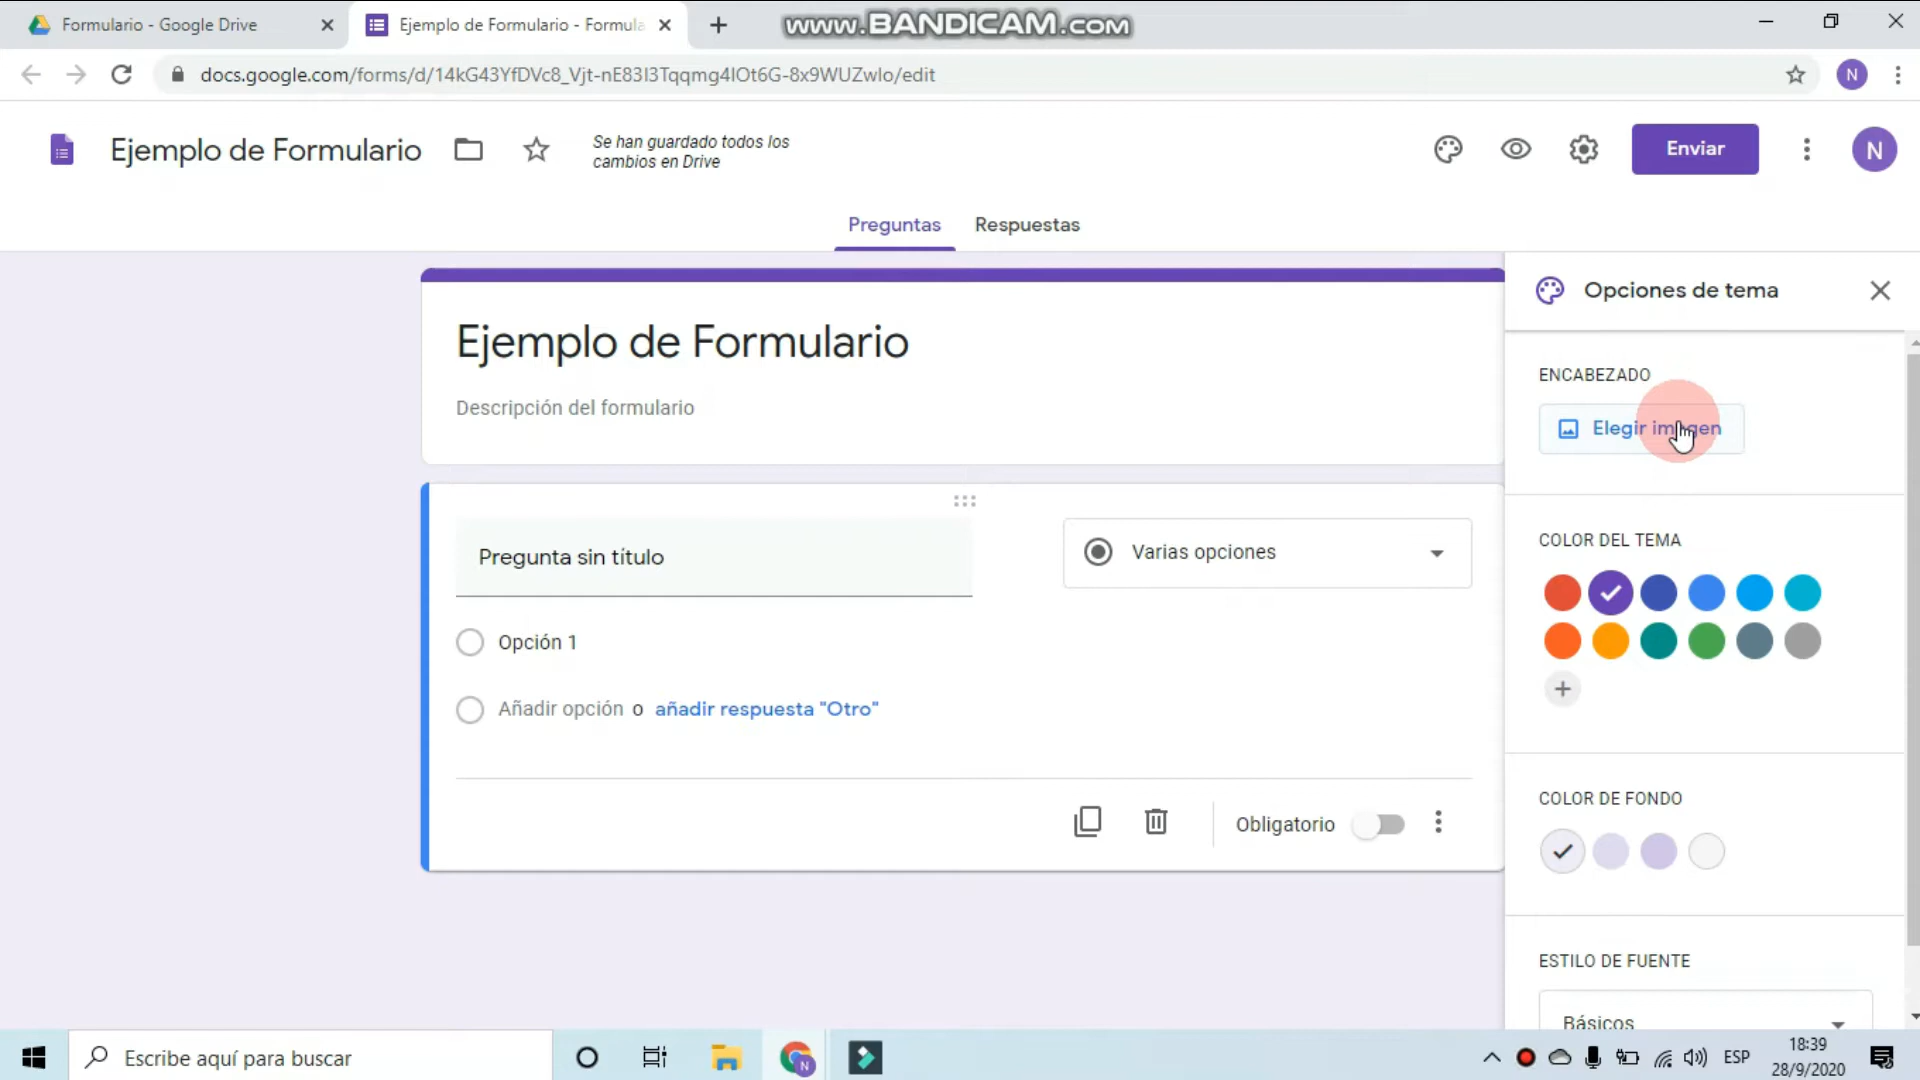 Formulario - Google Drive
Ejemplo de Formulario - Formula
www.BANDICAM.com
docs.google.com/forms/d/14kG43YfDVc8_Vjt-nE83I3Tqqmg4IOt6G-8x9WUZwIo/edit
N
Ejemplo de Formulario
Se han guardado todos los
cambios en Drive
Enviar
N
Preguntas
Respuestas
Ejemplo de Formulario
Descripción del formulario
Pregunta sin título
Varias opciones
Opción 1
Añadir opción o añadir respuesta "Otro"
Obligatorio
Opciones de tema
ENCABEZADO
Elegir imagen
COLOR DEL TEMA
COLOR DE FONDO
ESTILO DE FUENTE
Básicos
Escribe aquí para buscar
N
ESP
18:39
28/9/2020